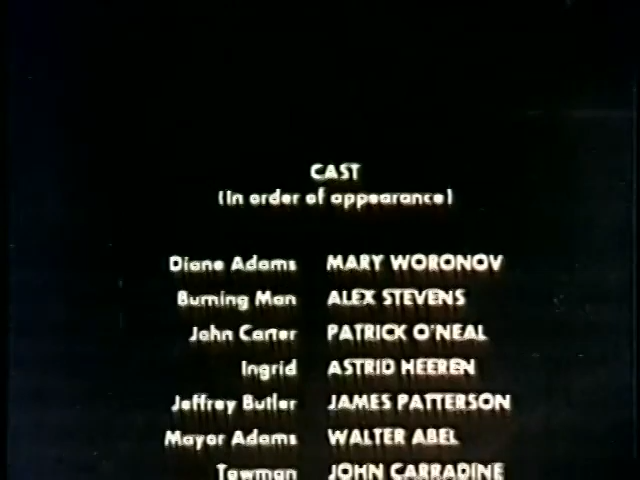 CAST
(In order of appearance)
Diane Adams MARY WORONOV
Burning Man ALEX STEVENS
John Carter PATRICK O'NEAL
Ingrid ASTRID HEEREN
Jeffrey Butler JAMES PATTERSON
Mayor Adams WALTER ABEL
Towman JOHN CARRADINE